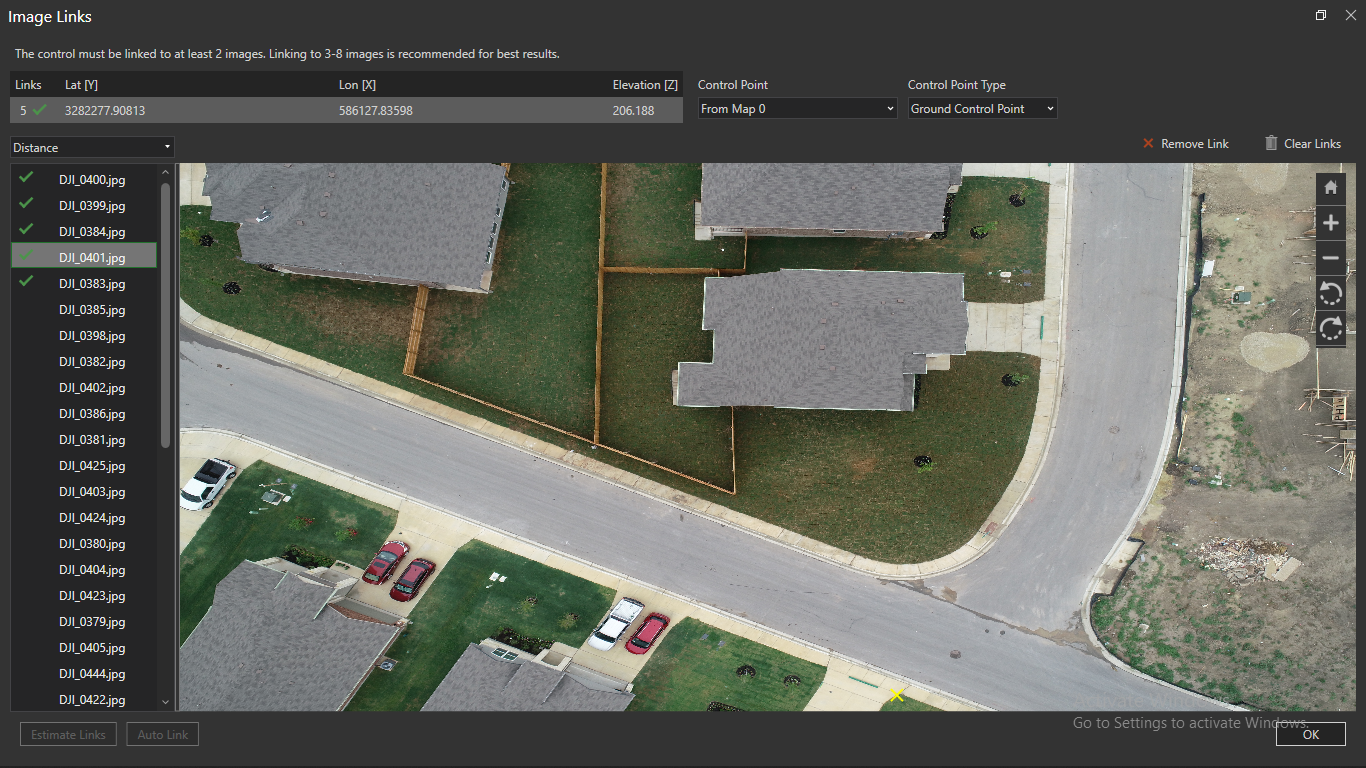 Image Links
The control must be linked to at least 2 images. Linking to 3-8 images is recommended for best results.
Links Lat [Y] Lon [X] Elevation [Z] Control Point Control Point Type
5 3282277.90813 586127.83598 206.188 From Map 0 Ground Control Point
Distance Remove Link Clear Links
DJI_0400.jpg
DJI_0399.jpg
DJI_0384.jpg
DJI_0401.jpg
DJI_0383.jpg
DJI_0385.jpg
DJI_0398.jpg
DJI_0382.jpg
DJI_0402.jpg
DJI_0386.jpg
DJI_0381.jpg
DJI_0425.jpg
DJI_0403.jpg
DJI_0424.jpg
DJI_0380.jpg
DJI_0404.jpg
DJI_0423.jpg
DJI_0379.jpg
DJI_0405.jpg
DJI_0444.jpg
DJI_0422.jpg
Go to Settings to activate Windows.
Estimate Links Auto Link OK